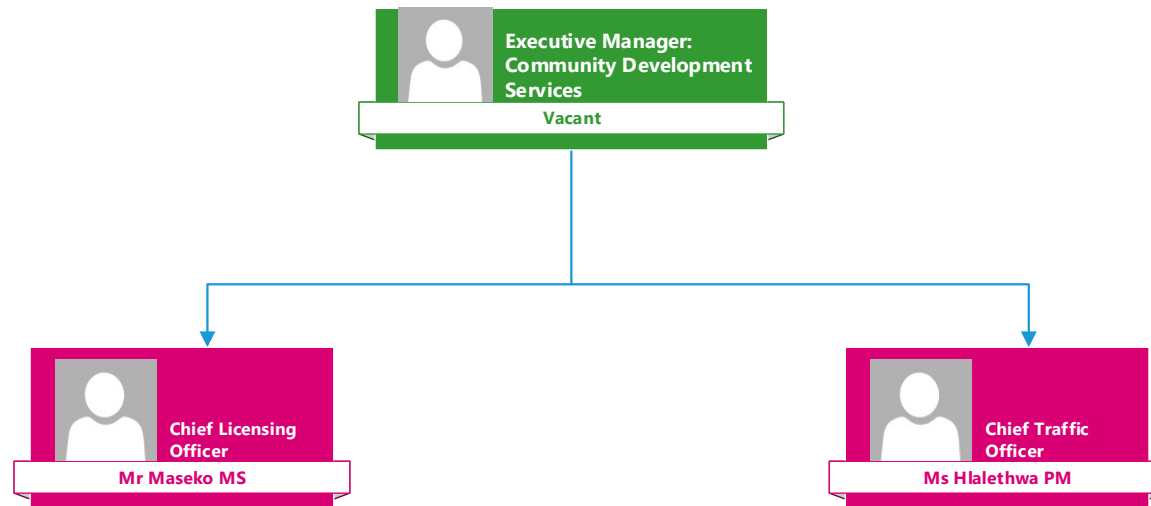 Executive Manager:
Community Development
Services
Vacant
Chief Licensing
Officer
Mr Maseko MS
Chief Traffic
Officer
Ms Hlalethwa PM